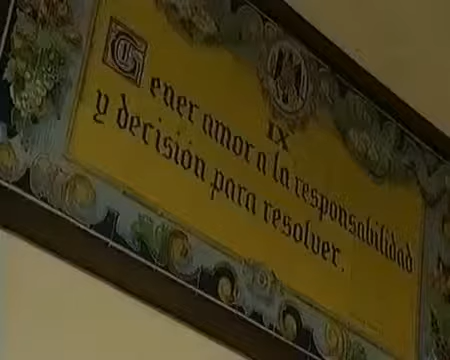 IX
Tener amor a la responsabilidad
y decisión para resolver.